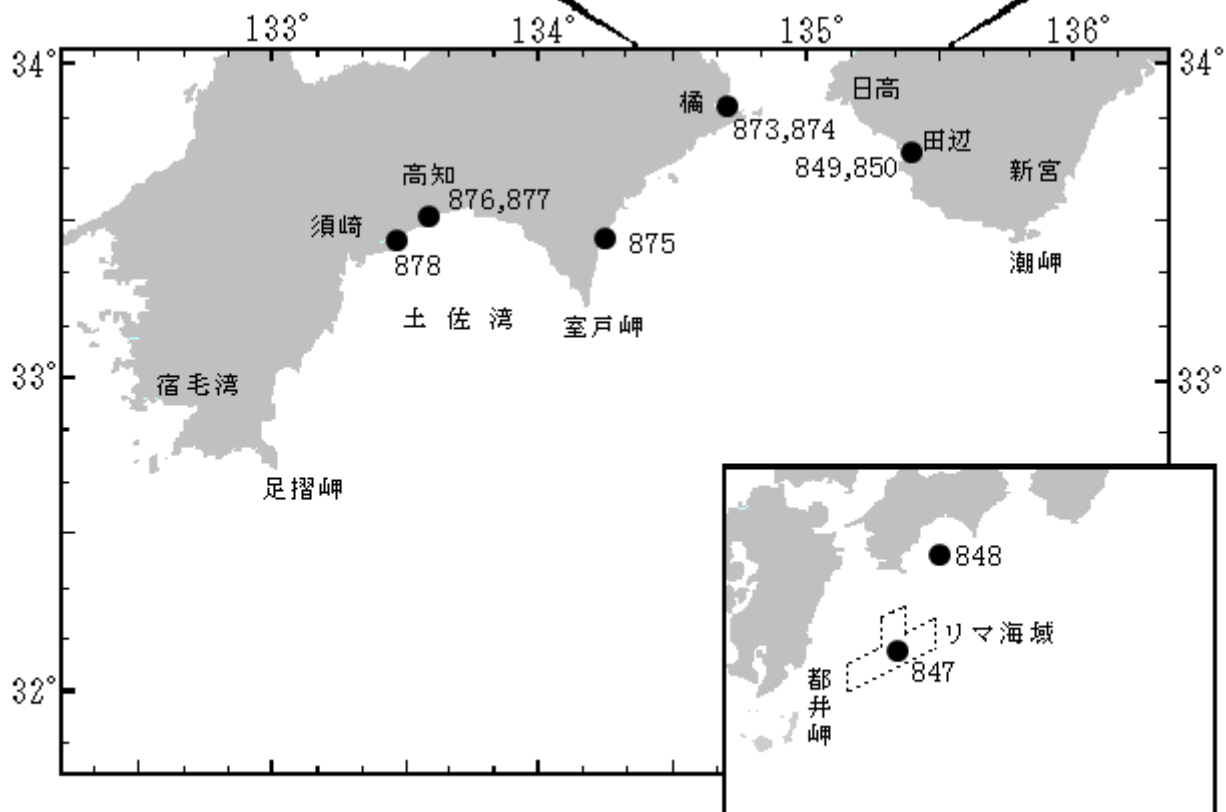 133°
134°
135°
136°
34°
34°
日高
橘
873,874
田辺
849,850
新宮
高知
876,877
須崎
875
878
潮岬
土佐湾
室戸岬
33°
33°
宿毛湾
足摺岬
848
リマ海域
847
都井岬
32°